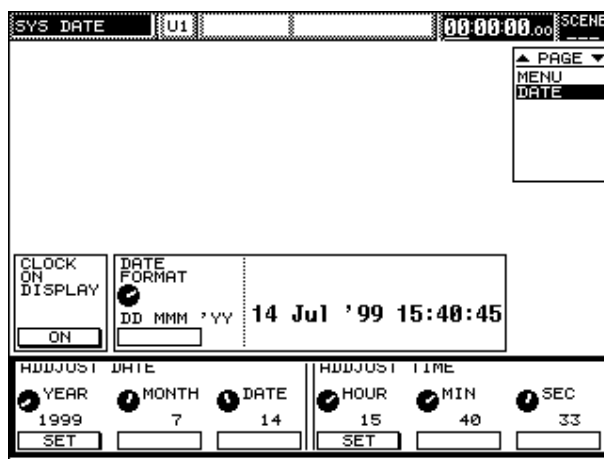 SYS DATE U1 00:00:00.00 SCENE
▲ PAGE ▼
MENU
DATE
CLOCK
ON
DISPLAY
ON
DATE
FORMAT
DD MMM 'YY
14 Jul '99 15:40:45
ADDJUST DATE ADDJUST TIME
YEAR MONTH DATE HOUR MIN SEC
1999 7 14 15 40 33
SET SET